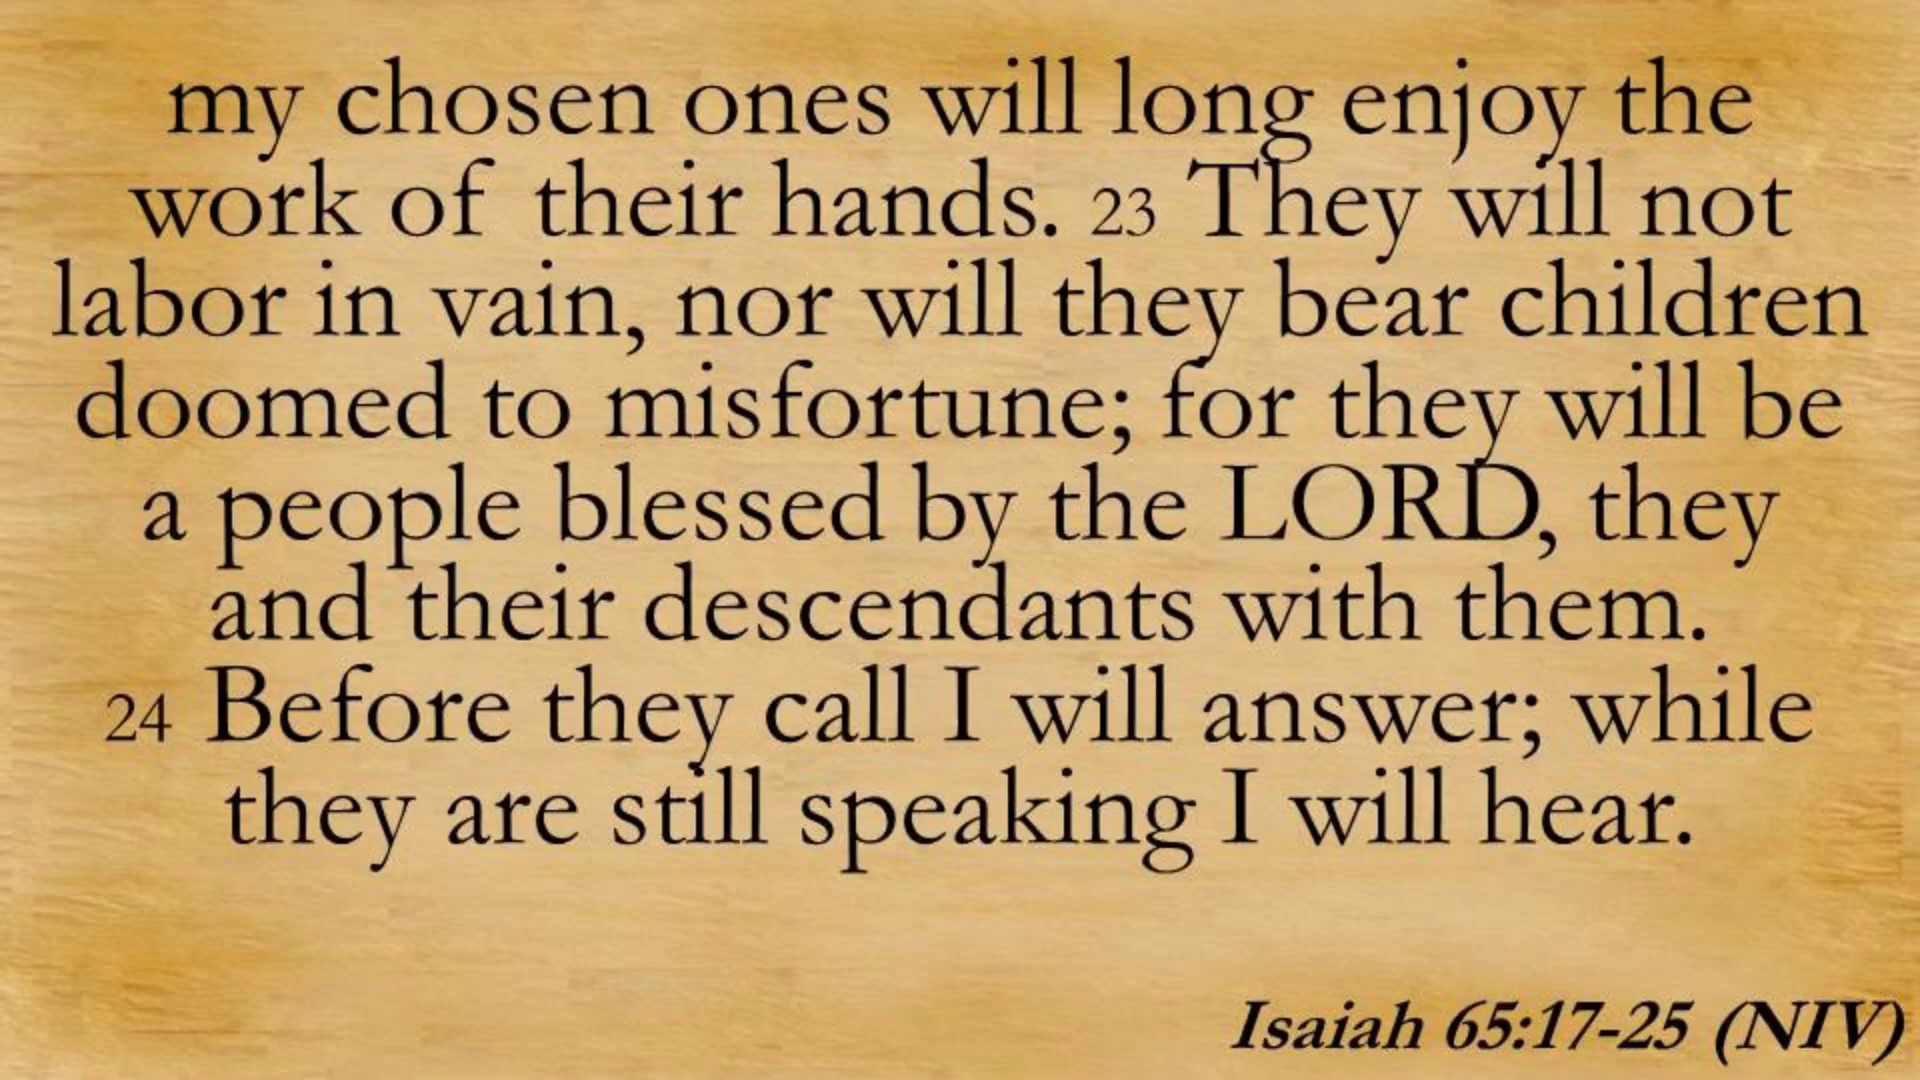 my chosen ones will long enjoy the
work of their hands. 23 They will not
labor in vain, nor will they bear children
doomed to misfortune; for they will be
a people blessed by the LORD, they
and their descendants with them.
24 Before they call I will answer; while
they are still speaking I will hear.
Isaiah 65:17-25 (NIV)